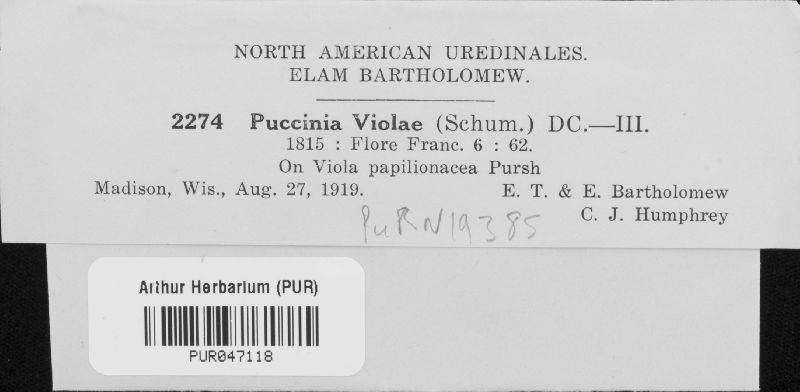 NORTH AMERICAN UREDINALES.
ELAM BARTHOLOMEW.
2274 Puccinia Violae (Schum.) DC.—III.
1815 : Flore Franc. 6 : 62.
On Viola papilionacea Pursh
Madison, Wis., Aug. 27, 1919. E. T. & E. Bartholomew
C. J. Humphrey
PuRN19385
Arthur Herbarium (PUR)
PUR047118